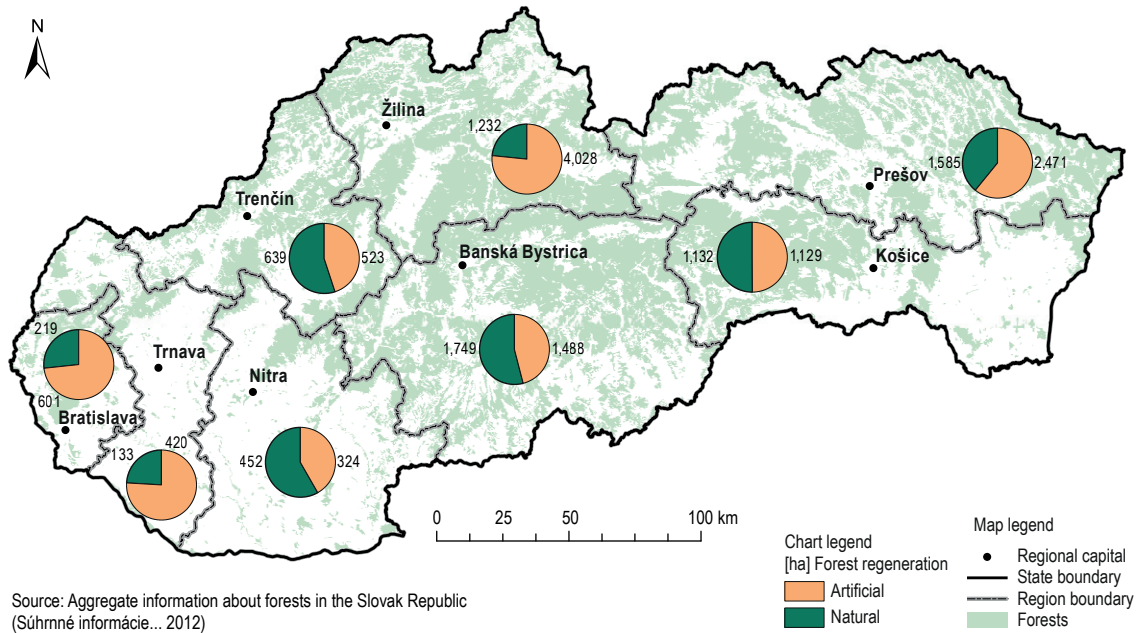 N
Žilina
1,232
4,028
1,585
2,471
Prešov
Trenčín
639
523
Banská Bystrica
1,132
1,129
Košice
219
601
Trnava
Nitra
1,749
1,488
Bratislava
133
420
452
324
0 25 50 100 km
Chart legend
[ha] Forest regeneration
Artificial
Natural
Map legend
Regional capital
State boundary
Region boundary
Forests
Source: Aggregate information about forests in the Slovak Republic
(Súhrnné informácie... 2012)